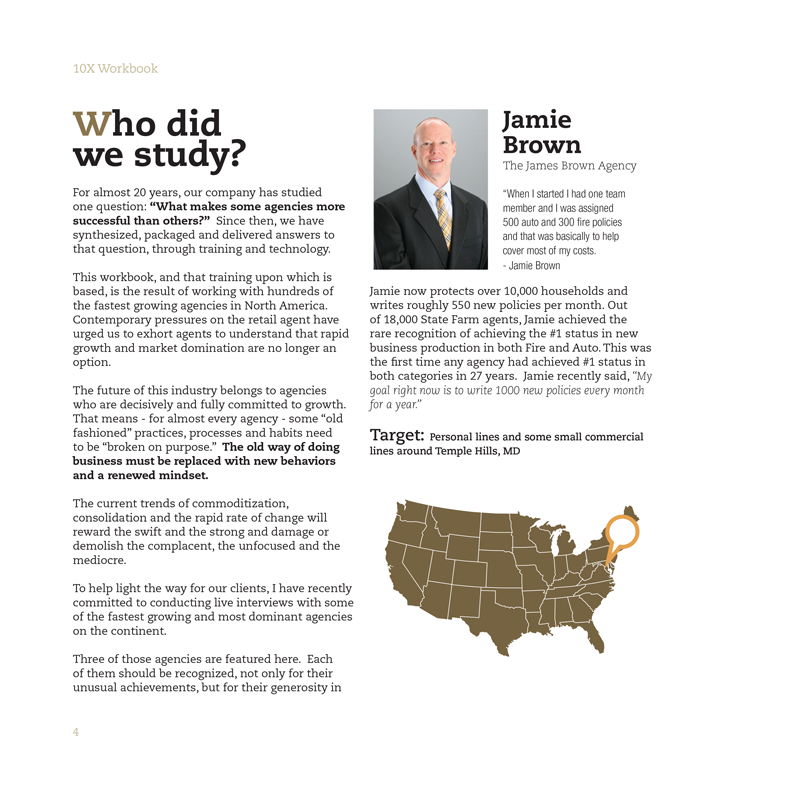 10X Workbook
Who did
we study?
For almost 20 years, our company has studied
one question: “What makes some agencies more
successful than others?”  Since then, we have
synthesized, packaged and delivered answers to
that question, through training and technology.
This workbook, and that training upon which is
based, is the result of working with hundreds of
the fastest growing agencies in North America.
Contemporary pressures on the retail agent have
urged us to exhort agents to understand that rapid
growth and market domination are no longer an
option.
The future of this industry belongs to agencies
who are decisively and fully committed to growth.
That means - for almost every agency - some “old
fashioned” practices, processes and habits need
to be “broken on purpose.”  The old way of doing
business must be replaced with new behaviors
and a renewed mindset.
The current trends of commoditization,
consolidation and the rapid rate of change will
reward the swift and the strong and damage or
demolish the complacent, the unfocused and the
mediocre.
To help light the way for our clients, I have recently
committed to conducting live interviews with some
of the fastest growing and most dominant agencies
on the continent.
Three of those agencies are featured here.  Each
of them should be recognized, not only for their
unusual achievements, but for their generosity in
Jamie
Brown
The James Brown Agency
“When I started I had one team
member and I was assigned
500 auto and 300 fire policies
and that was basically to help
cover most of my costs.
- Jamie Brown
Jamie now protects over 10,000 households and
writes roughly 550 new policies per month. Out
of 18,000 State Farm agents, Jamie achieved the
rare recognition of achieving the #1 status in new
business production in both Fire and Auto. This was
the first time any agency had achieved #1 status in
both categories in 27 years.  Jamie recently said, “My
goal right now is to write 1000 new policies every month
for a year.”
Target: Personal lines and some small commercial
lines around Temple Hills, MD
4